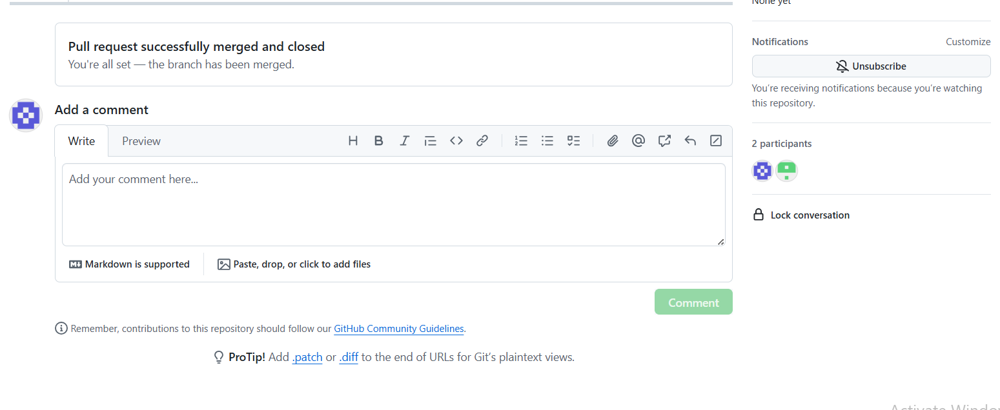 None yet
Pull request successfully merged and closed
You're all set — the branch has been merged.
Notifications
Customize
Unsubscribe
You’re receiving notifications because you’re watching
this repository.
2 participants
Lock conversation
Add a comment
Write
Preview
Add your comment here...
Markdown is supported
Paste, drop, or click to add files
Comment
Remember, contributions to this repository should follow our GitHub Community Guidelines.
ProTip! Add .patch or .diff to the end of URLs for Git’s plaintext views.
Activate